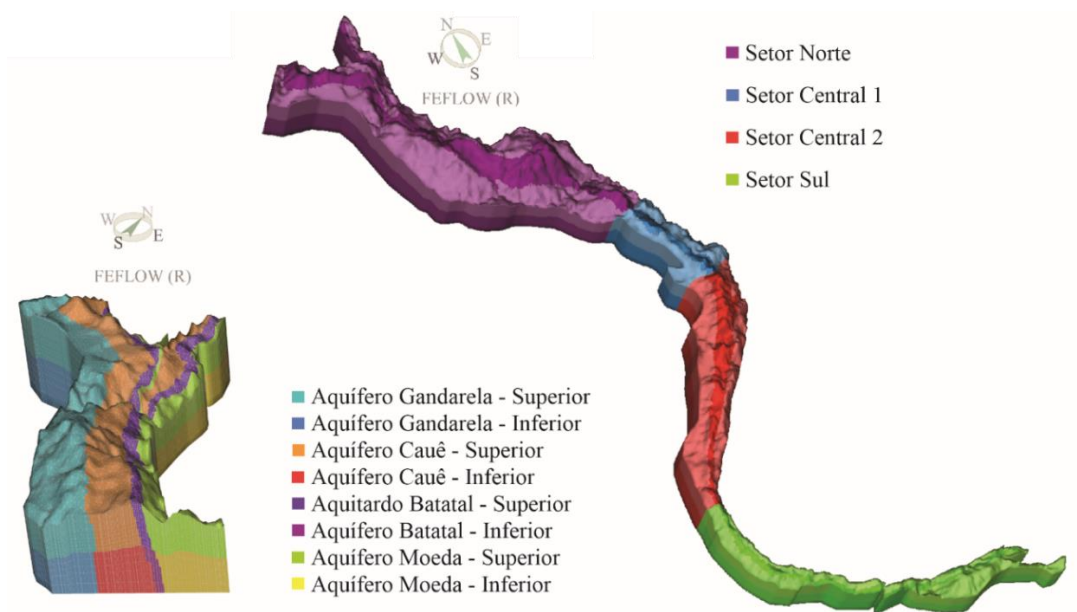 N
E
W
S
FEFLOW (R)
Setor Norte
Setor Central 1
Setor Central 2
Setor Sul
W
N
S
E
FEFLOW (R)
Aquífero Gandarela - Superior
Aquífero Gandarela - Inferior
Aquífero Cauê - Superior
Aquífero Cauê - Inferior
Aquitardo Batatal - Superior
Aquífero Batatal - Inferior
Aquífero Moeda - Superior
Aquífero Moeda - Inferior